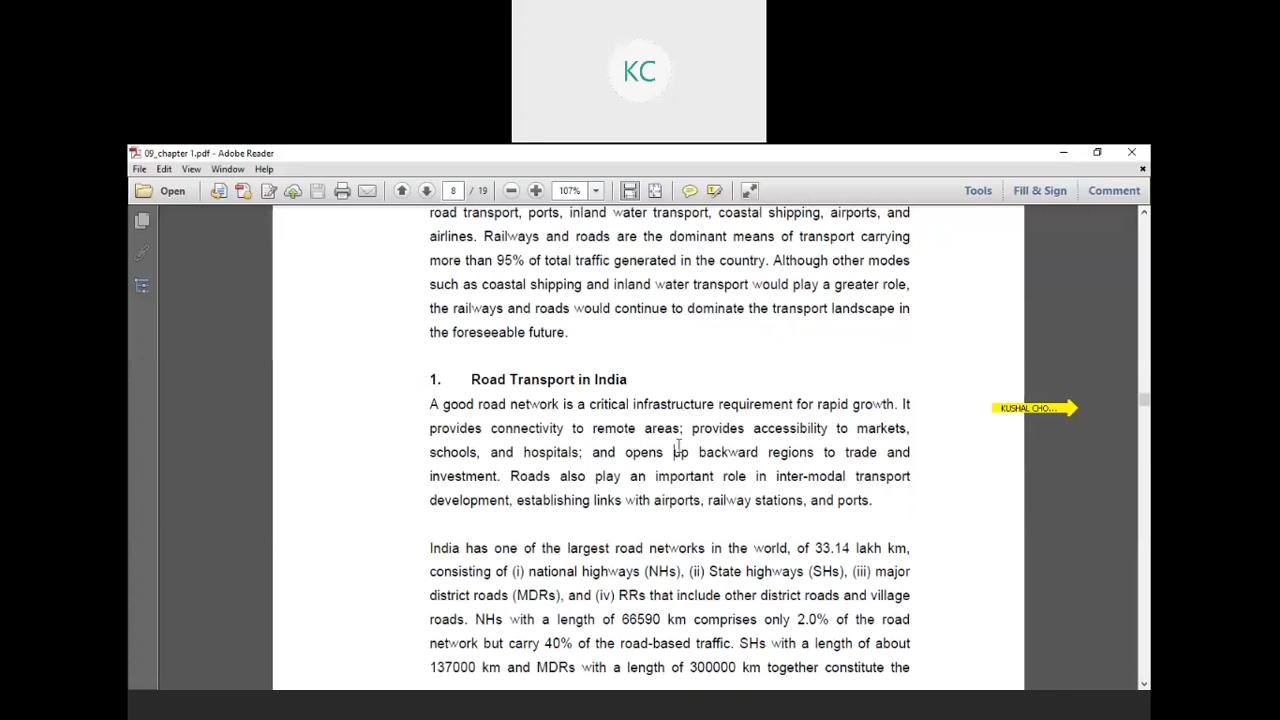 KC
09_chapter 1.pdf - Adobe Reader
File Edit View Window Help
Open 8 / 19 107% Tools Fill & Sign Comment
road transport, ports, inland water transport, coastal shipping, airports, and
airlines. Railways and roads are the dominant means of transport carrying
more than 95% of total traffic generated in the country. Although other modes
such as coastal shipping and inland water transport would play a greater role,
the railways and roads would continue to dominate the transport landscape in
the foreseeable future.
1. Road Transport in India
A good road network is a critical infrastructure requirement for rapid growth. It
provides connectivity to remote areas; provides accessibility to markets,
schools, and hospitals; and opens up backward regions to trade and
investment. Roads also play an important role in inter-modal transport
development, establishing links with airports, railway stations, and ports.
KUSHAL CHO...
India has one of the largest road networks in the world, of 33.14 lakh km,
consisting of (i) national highways (NHs), (ii) State highways (SHs), (iii) major
district roads (MDRs), and (iv) RRs that include other district roads and village
roads. NHs with a length of 66590 km comprises only 2.0% of the road
network but carry 40% of the road-based traffic. SHs with a length of about
137000 km and MDRs with a length of 300000 km together constitute the